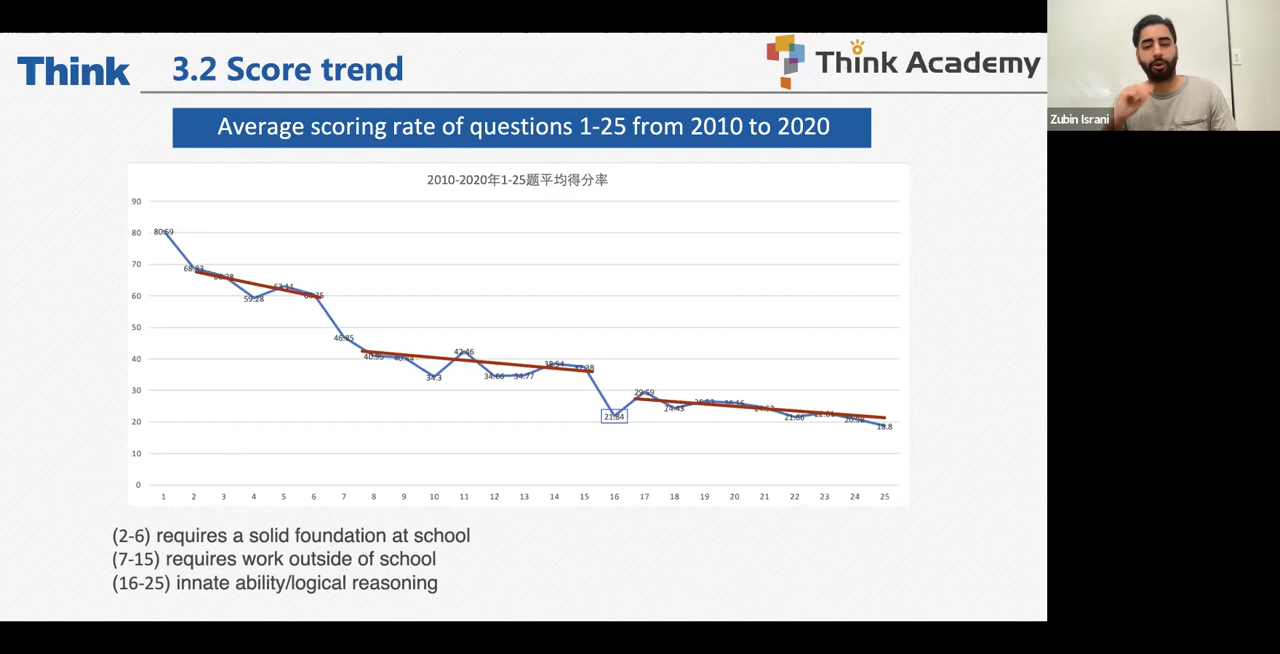 Think
3.2 Score trend
Think Academy
Zubin Israni
Average scoring rate of questions 1-25 from 2010 to 2020
2010-2020年1-25题平均得分率
90
80
70
60
50
40
30
20
10
0
80.59
59.28
46.85
34.3
42.46
34.66
34.77
38.54
21.84
29.59
24.43
21.66
18.8
1 2 3 4 5 6 7 8 9 10 11 12 13 14 15 16 17 18 19 20 21 22 23 24 25
(2-6) requires a solid foundation at school
(7-15) requires work outside of school
(16-25) innate ability/logical reasoning